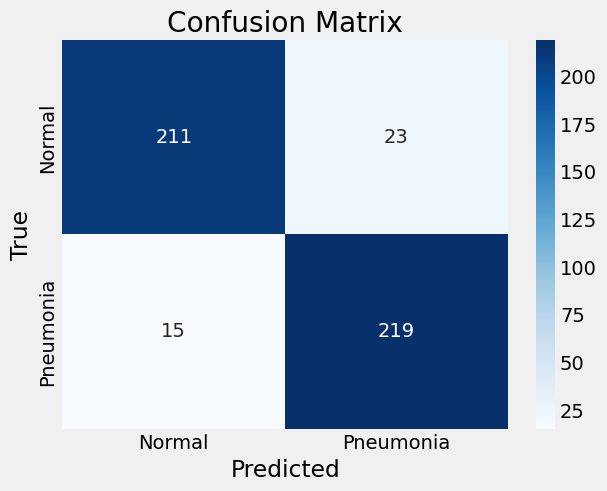 Confusion Matrix
True
Normal
211
23
Pneumonia
15
219
Normal
Pneumonia
Predicted
200
175
150
125
100
75
50
25